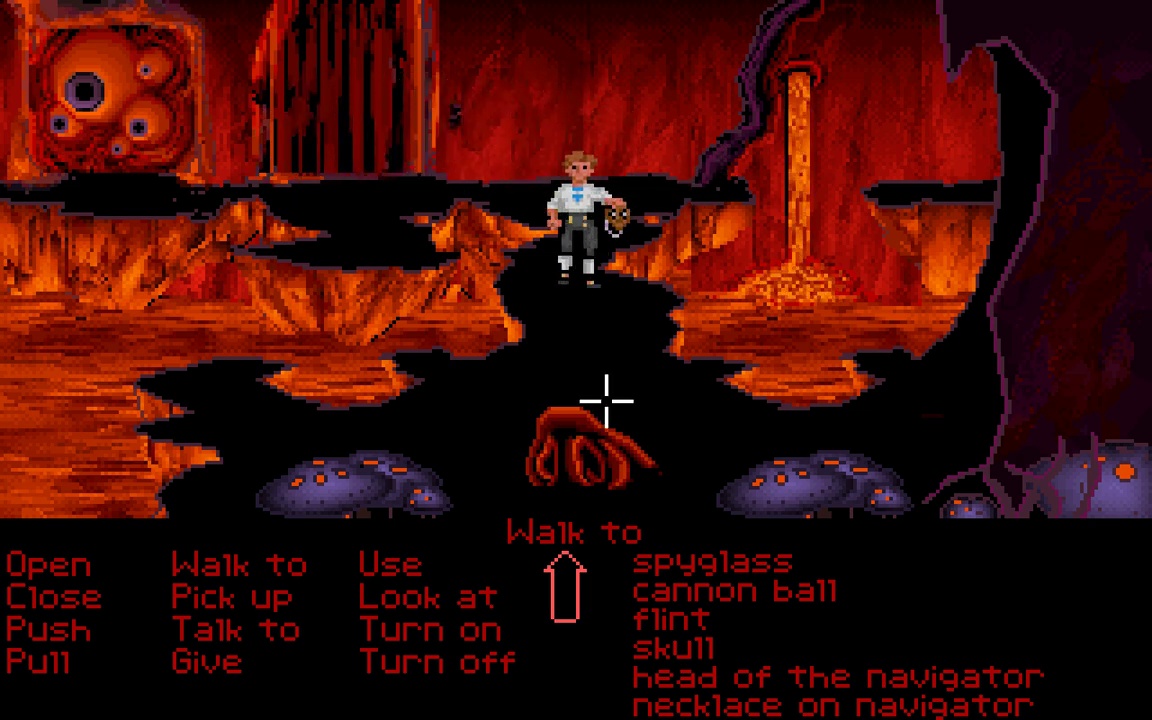 Walk to
Open Walk to Use
Close Pick up Look at
Push Talk to Turn on
Pull Give Turn off
spyglass
cannon ball
flint
skull
head of the navigator
necklace on navigator